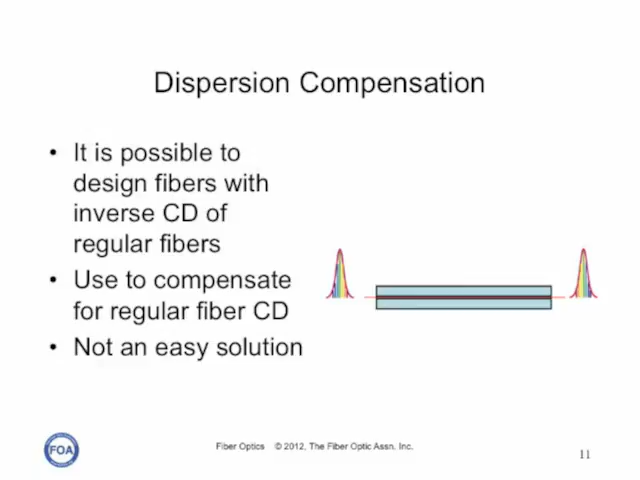 Dispersion Compensation
• It is possible to
design fibers with
inverse CD of
regular fibers
• Use to compensate
for regular fiber CD
• Not an easy solution
FOA
Fiber Optics © 2012, The Fiber Optic Assn. Inc.
11